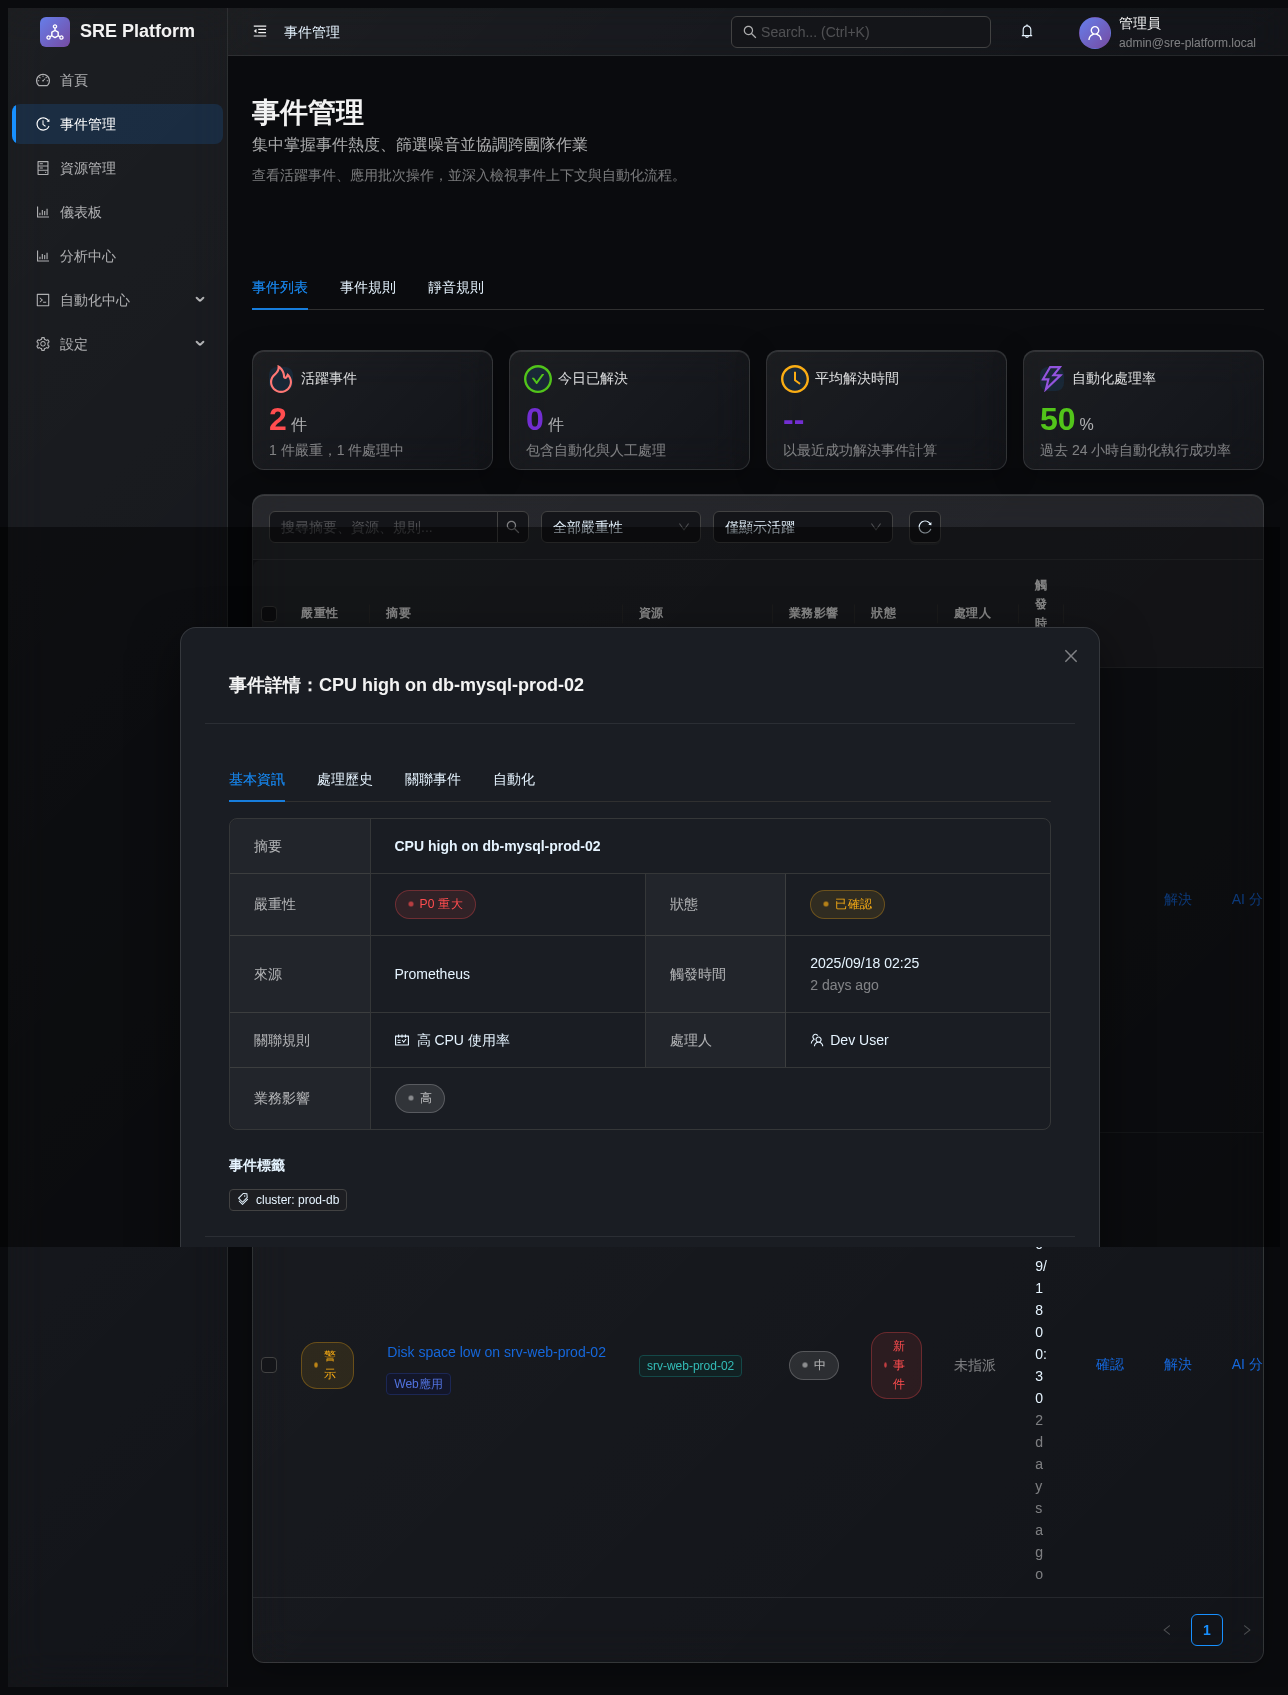 SRE Platform
事件管理
Search... (Ctrl+K)
管理員
admin@sre-platform.local
首頁
事件管理
資源管理
儀表板
分析中心
自動化中心
設定
事件管理
集中掌握事件熱度、篩選噪音並協調跨團隊作業
查看活躍事件、應用批次操作，並深入檢視事件上下文與自動化流程。
事件列表 事件規則 靜音規則
活躍事件
2 件
1 件嚴重，1 件處理中
今日已解決
0 件
包含自動化與人工處理
平均解決時間
--
以最近成功解決事件計算
自動化處理率
50 %
過去 24 小時自動化執行成功率
搜尋摘要、資源、規則... 全部嚴重性 僅顯示活躍
嚴重性 摘要 資源 業務影響 狀態 處理人
觸
發
時
事件詳情：CPU high on db-mysql-prod-02
基本資訊 處理歷史 關聯事件 自動化
摘要 CPU high on db-mysql-prod-02
嚴重性 P0 重大 狀態 已確認
來源 Prometheus 觸發時間 2025/09/18 02:25
2 days ago
關聯規則 高 CPU 使用率 處理人 Dev User
業務影響 高
事件標籤
cluster: prod-db
解決 AI 分
警
示
Disk space low on srv-web-prod-02
Web應用
srv-web-prod-02
中
新
事
件
未指派
9/
1
8
0
0:
3
0
2
d
a
y
s
a
g
o
確認 解決 AI 分
1